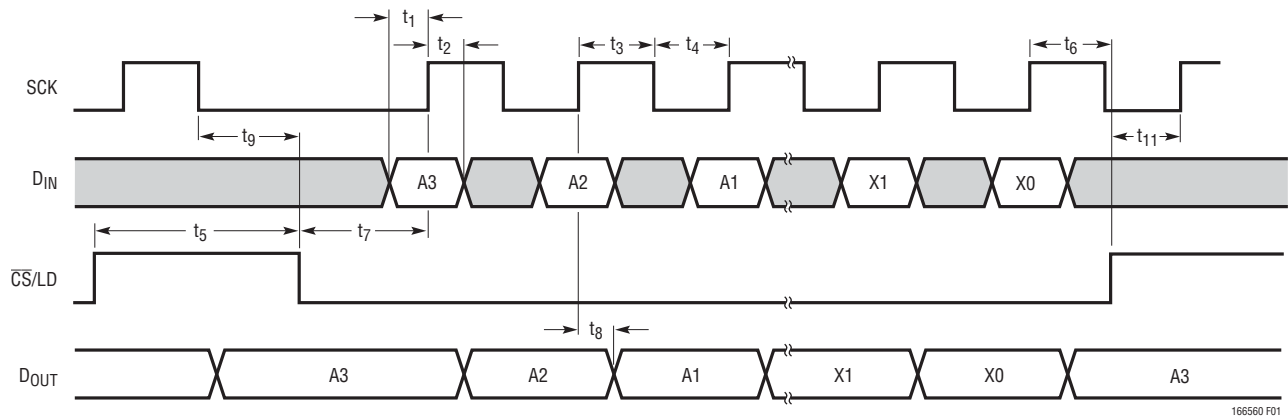 t1
t2 t3 t4 t6
SCK
t9 t11
DIN A3 A2 A1 X1 X0
t5 t7
CS/LD
t8
DOUT A3 A2 A1 X1 X0 A3
166560 F01